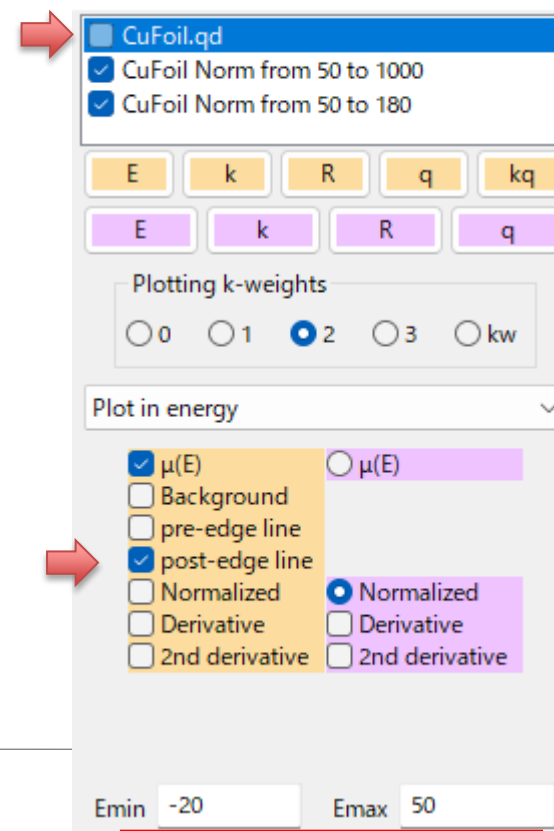 CuFoil.qd
CuFoil Norm from 50 to 1000
CuFoil Norm from 50 to 180
E k R q kq
E k R q
Plotting k-weights
0 1 2 3 kw
Plot in energy
μ(E) μ(E)
Background
pre-edge line
post-edge line
Normalized Normalized
Derivative Derivative
2nd derivative 2nd derivative
Emin -20 Emax 50